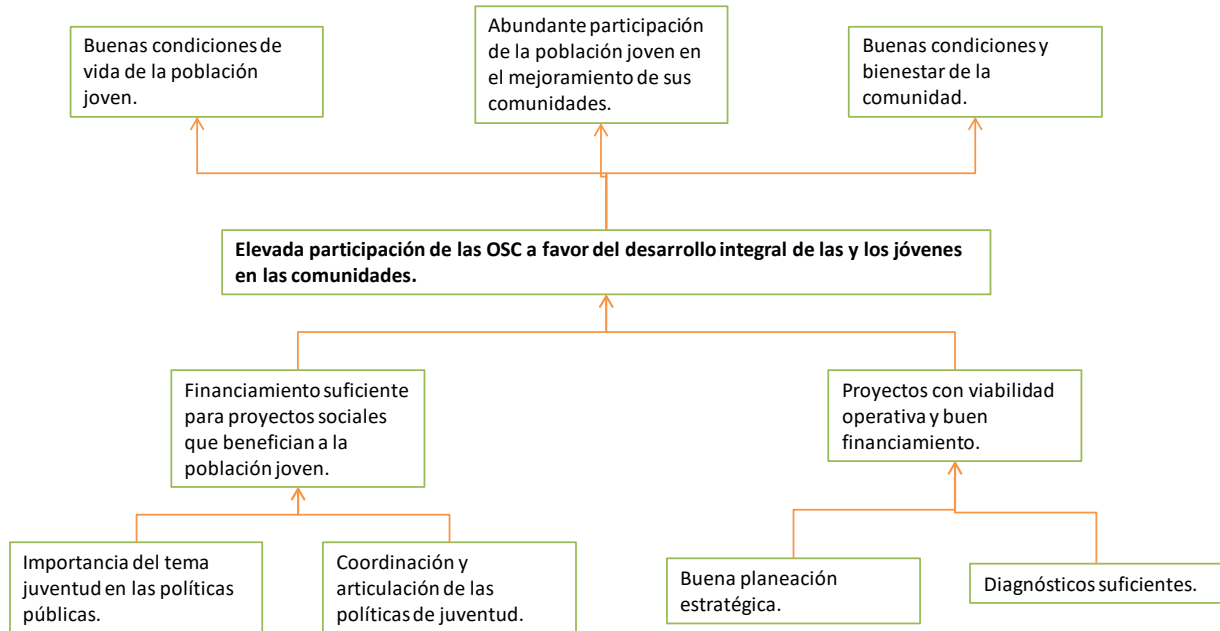 Buenas condiciones de
vida de la población
joven.
Abundante participación
de la población joven en
el mejoramiento de sus
comunidades.
Buenas condiciones y
bienestar de la
comunidad.
Elevada participación de las OSC a favor del desarrollo integral de las y los jóvenes
en las comunidades.
Financiamiento suficiente
para proyectos sociales
que benefician a la
población joven.
Proyectos con viabilidad
operativa y buen
financiamiento.
Importancia del tema
juventud en las políticas
públicas.
Coordinación y
articulación de las
políticas de juventud.
Buena planeación
estratégica.
Diagnósticos suficientes.